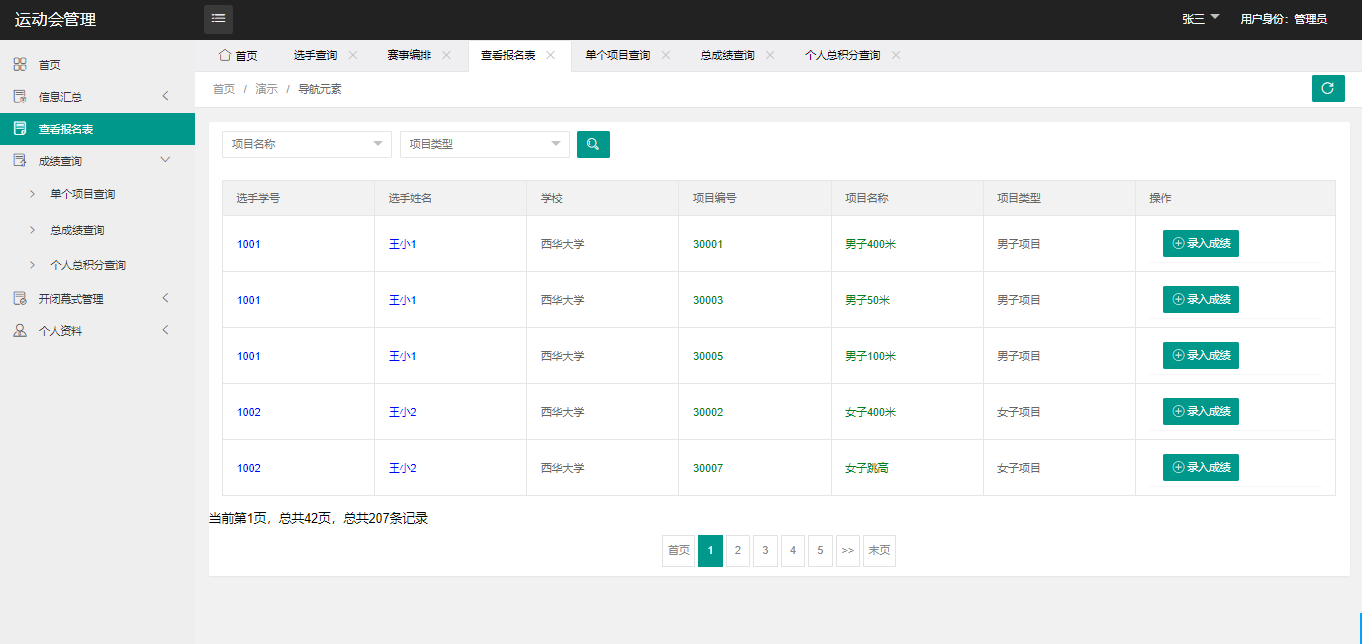 运动会管理
张三 用户身份：管理员
首页 选手查询 赛事编排 查看报名表 单个项目查询 总成绩查询 个人总积分查询
首页 / 演示 / 导航元素
首页
信息汇总
查看报名表
成绩查询
单个项目查询
总成绩查询
个人总积分查询
开闭幕式管理
个人资料
项目名称 项目类型
选手学号 选手姓名 学校 项目编号 项目名称 项目类型 操作
1001 王小1 西华大学 30001 男子400米 男子项目 录入成绩
1001 王小1 西华大学 30003 男子50米 男子项目 录入成绩
1001 王小1 西华大学 30005 男子100米 男子项目 录入成绩
1002 王小2 西华大学 30002 女子400米 女子项目 录入成绩
1002 王小2 西华大学 30007 女子跳高 女子项目 录入成绩
当前第1页，总共42页，总共207条记录
首页 1 2 3 4 5 >> 末页